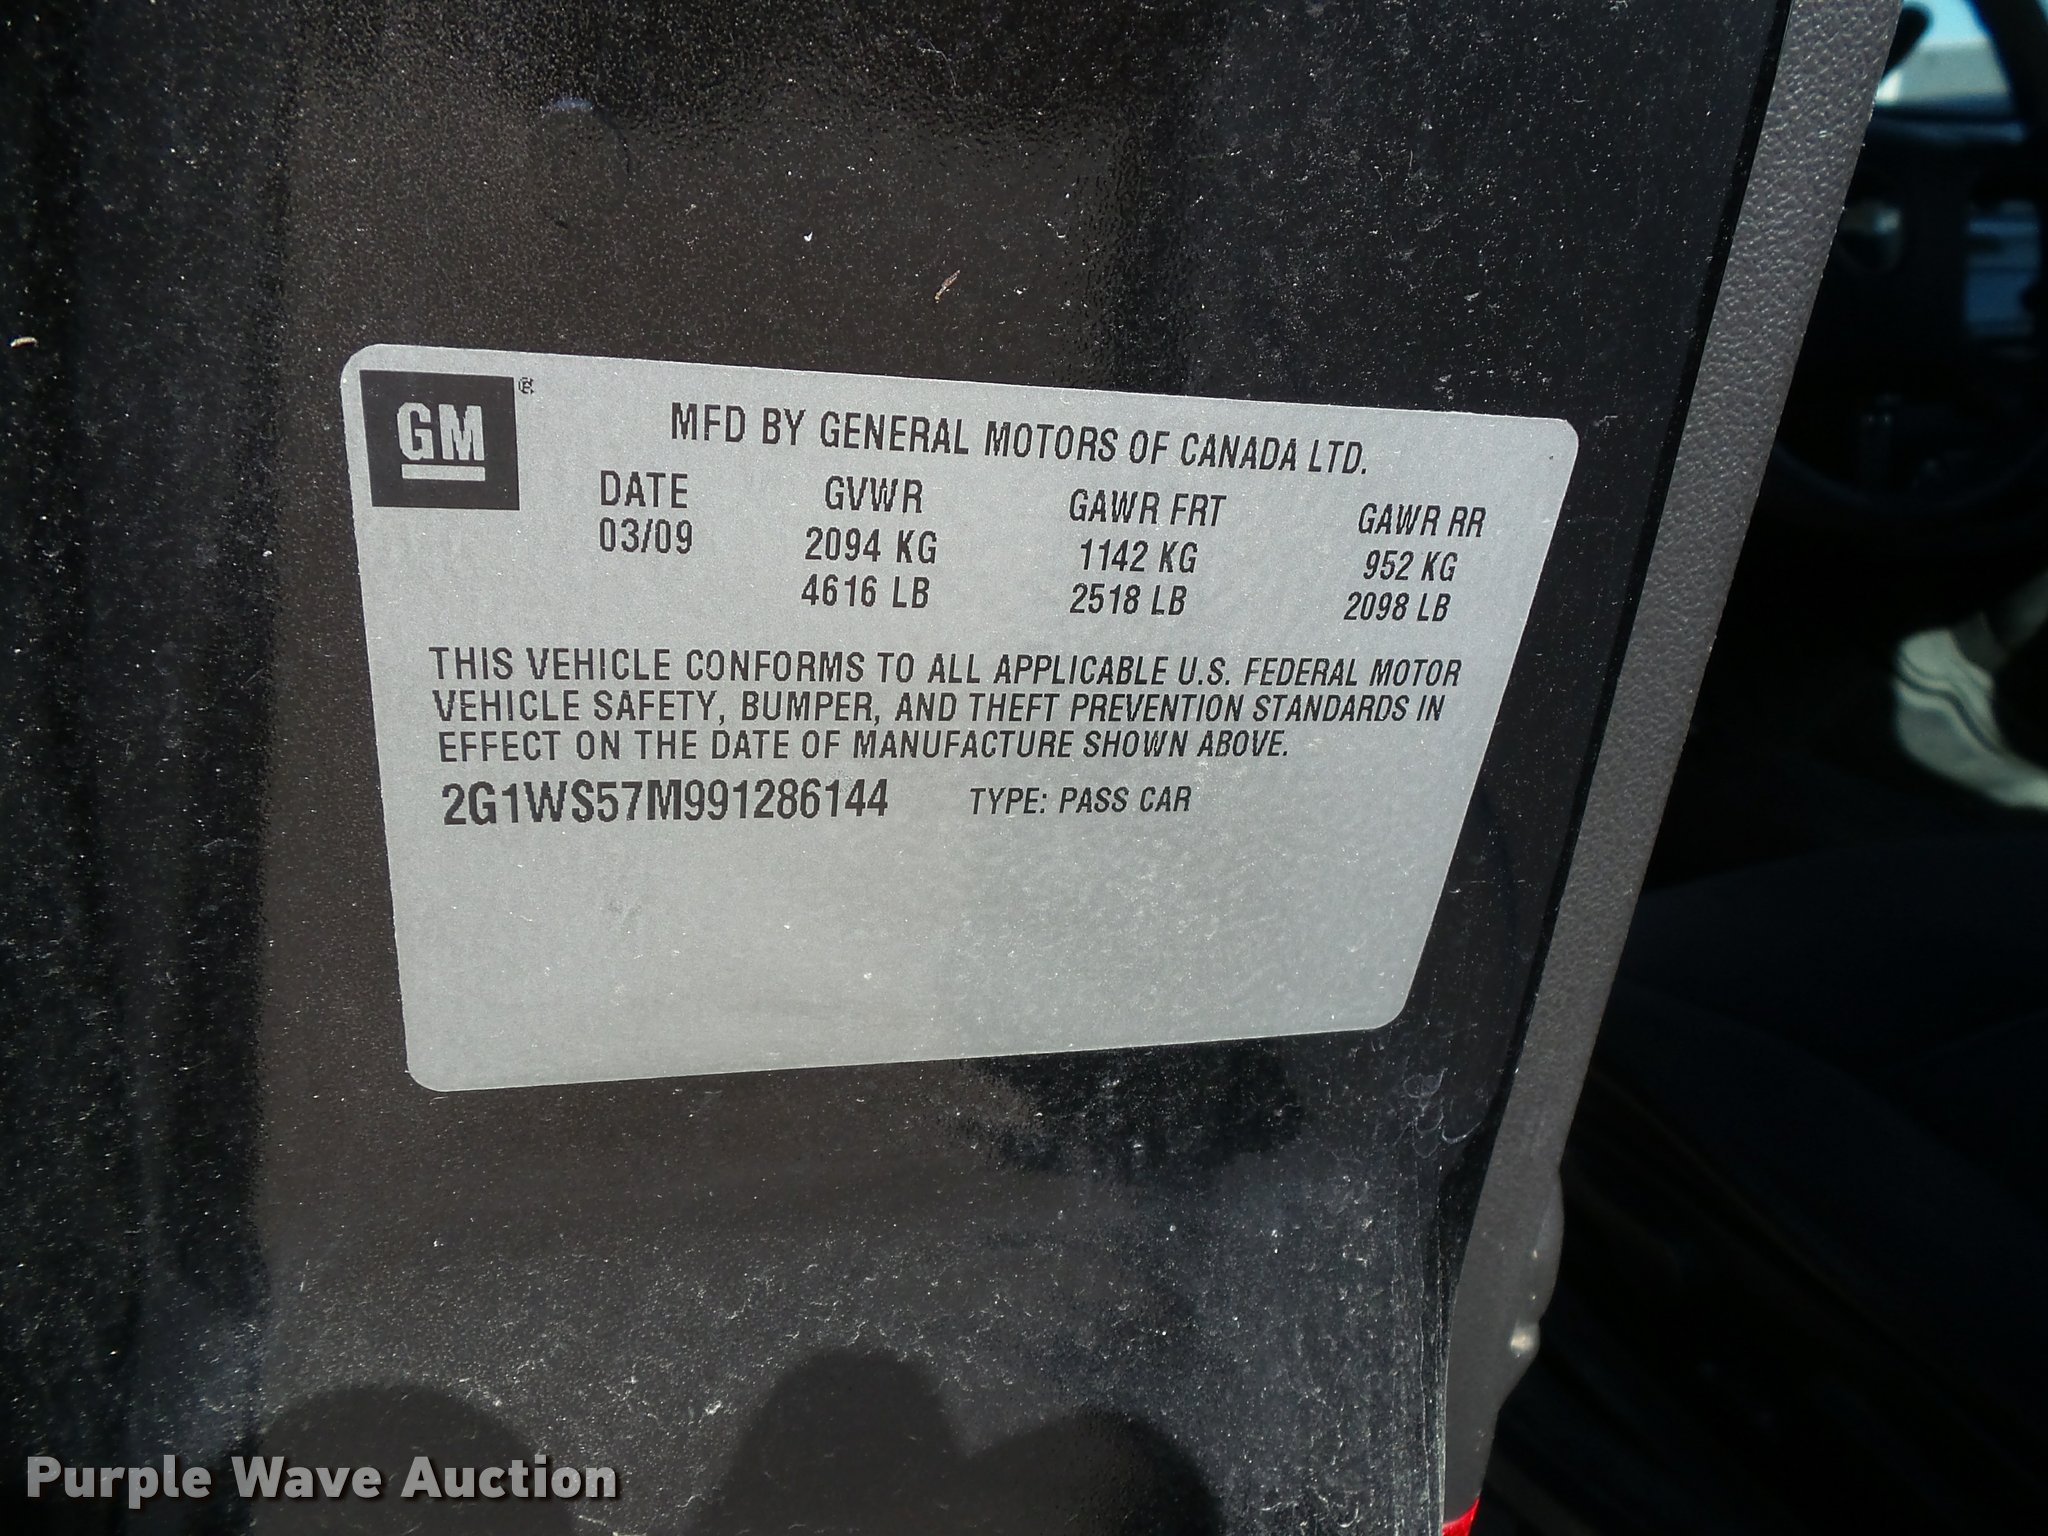 GM ®
MFD BY GENERAL MOTORS OF CANADA LTD.
DATE GVWR GAWR FRT GAWR RR
03/09 2094 KG 1142 KG 952 KG
4616 LB 2518 LB 2098 LB
THIS VEHICLE CONFORMS TO ALL APPLICABLE U.S. FEDERAL MOTOR
VEHICLE SAFETY, BUMPER, AND THEFT PREVENTION STANDARDS IN
EFFECT ON THE DATE OF MANUFACTURE SHOWN ABOVE.
2G1WS57M991286144 TYPE: PASS CAR
Purple Wave Auction